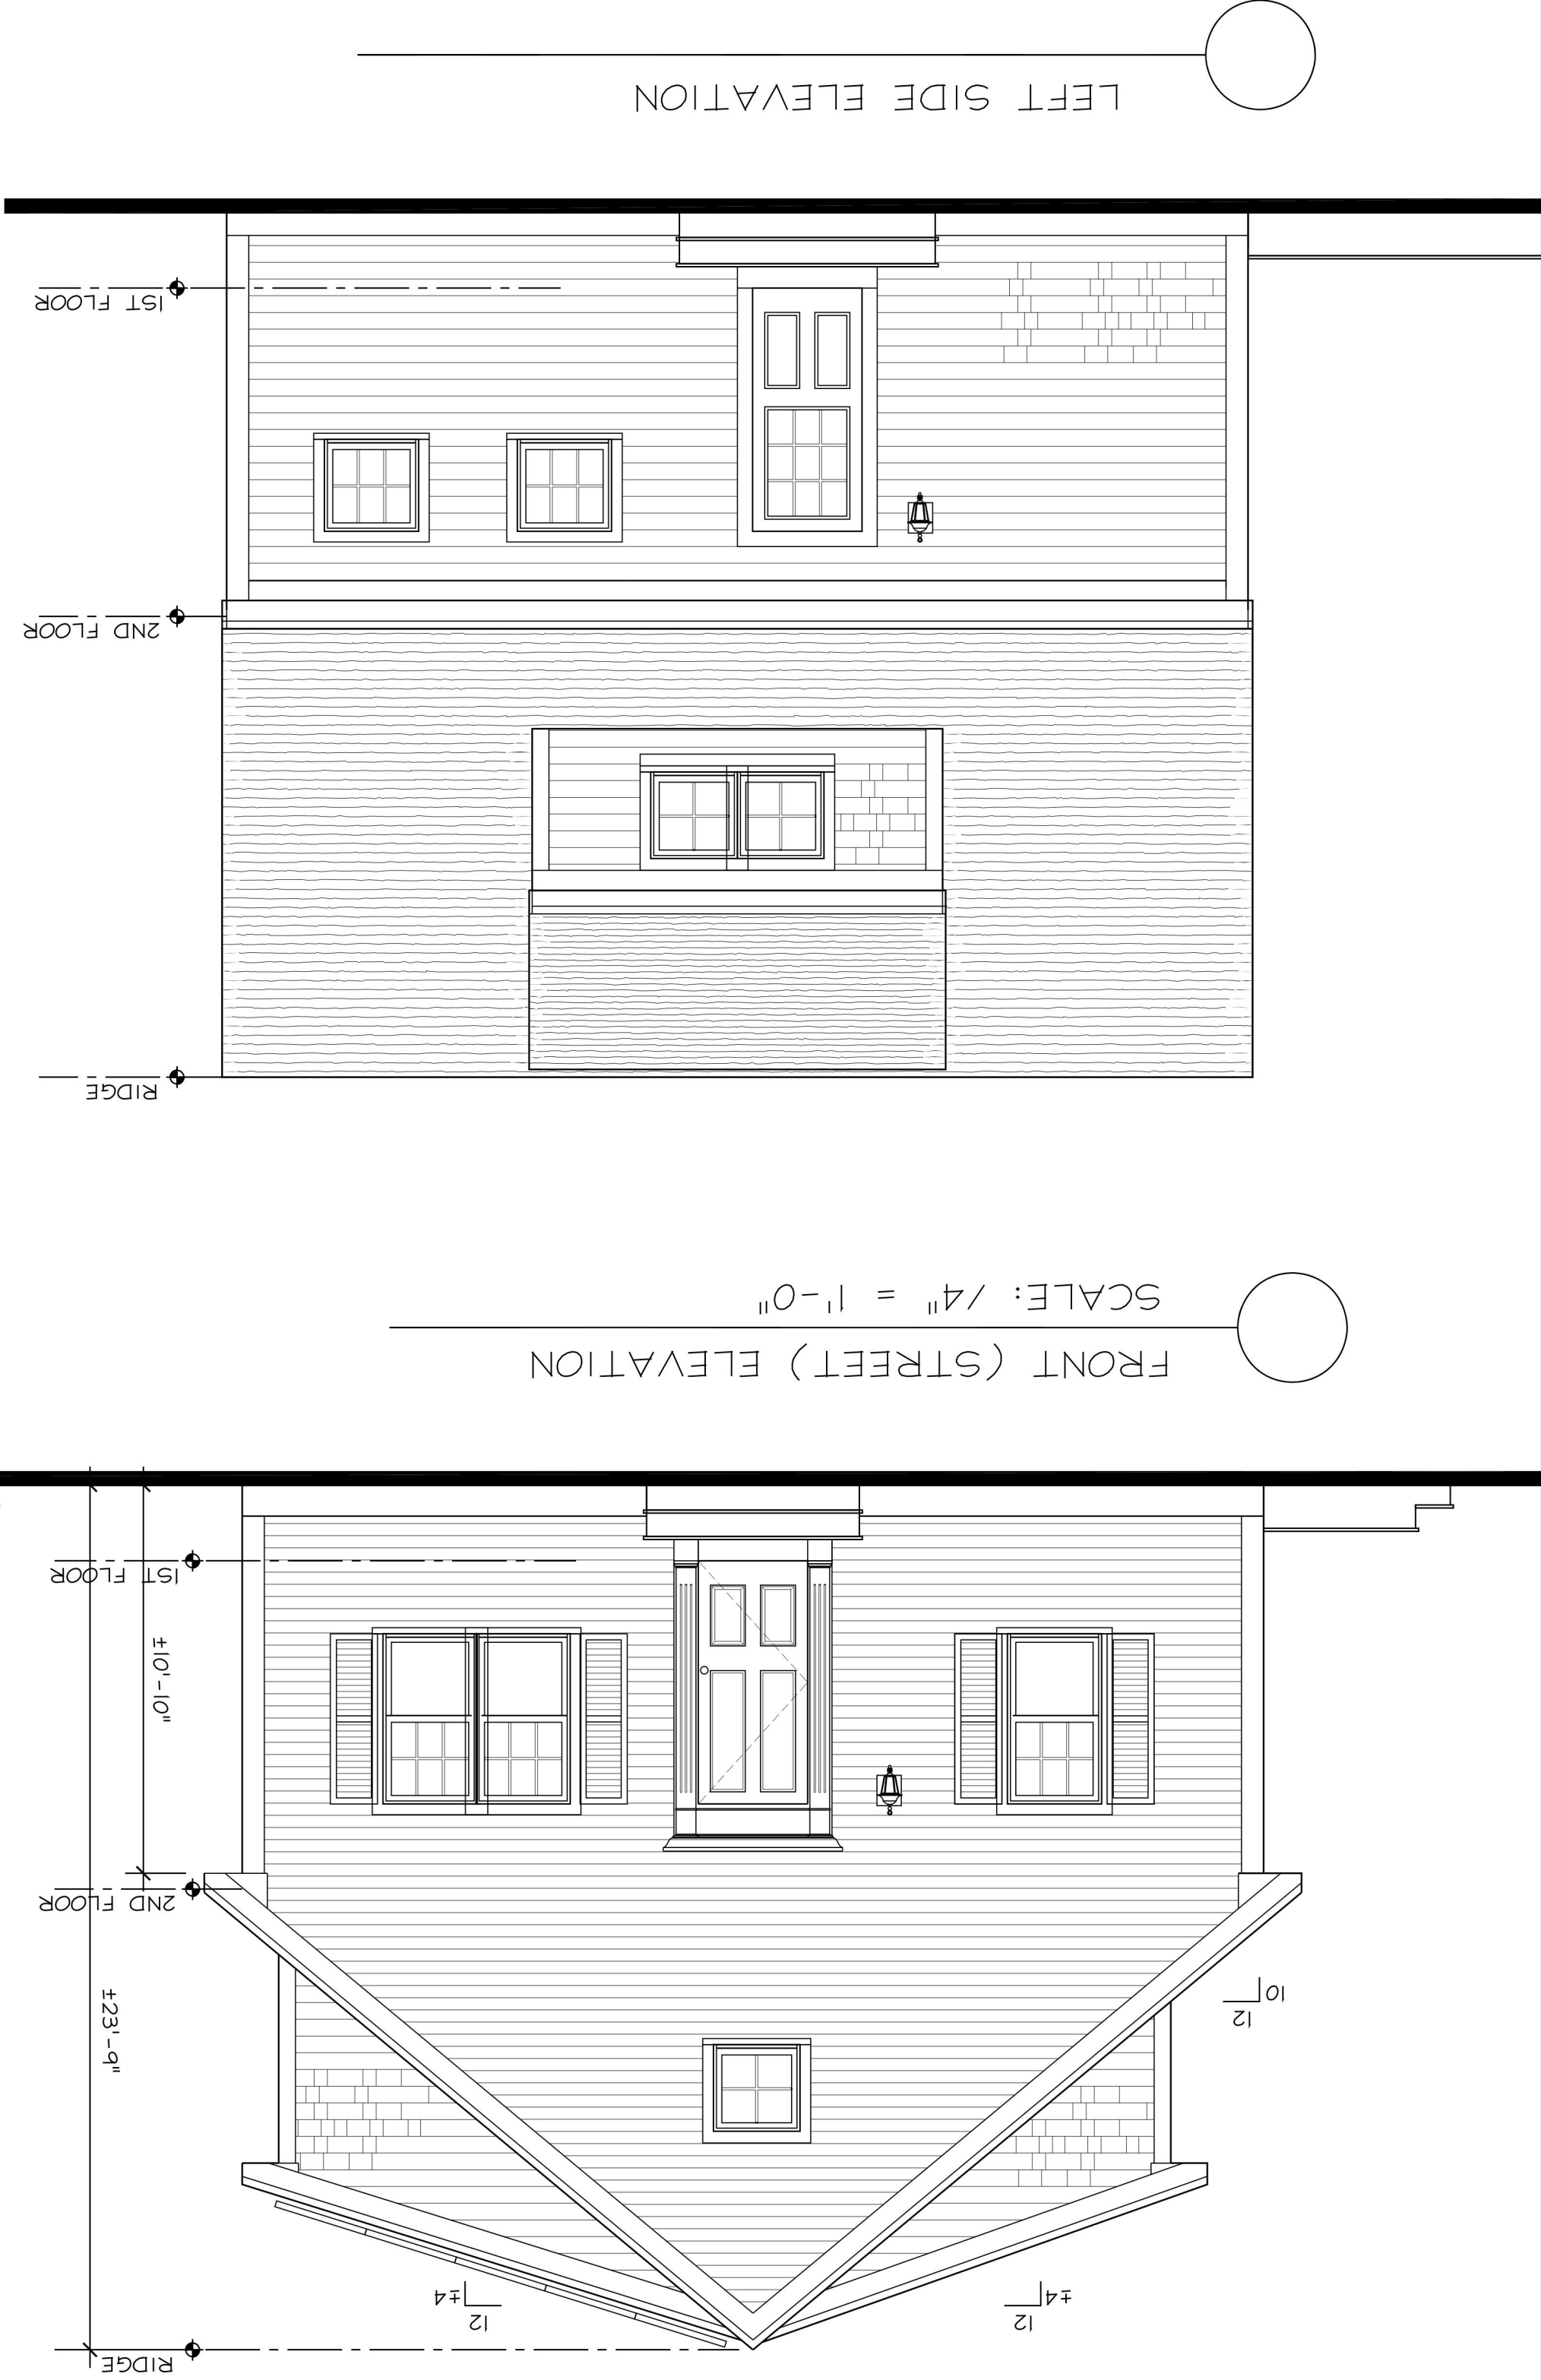 RIDGE
12
±4
12
±4
12
10
±23'-9"
2ND FLOOR
±10'-10"
1ST FLOOR
FRONT (STREET) ELEVATION
SCALE: /4" = 1'-0"
RIDGE
2ND FLOOR
1ST FLOOR
LEFT SIDE ELEVATION